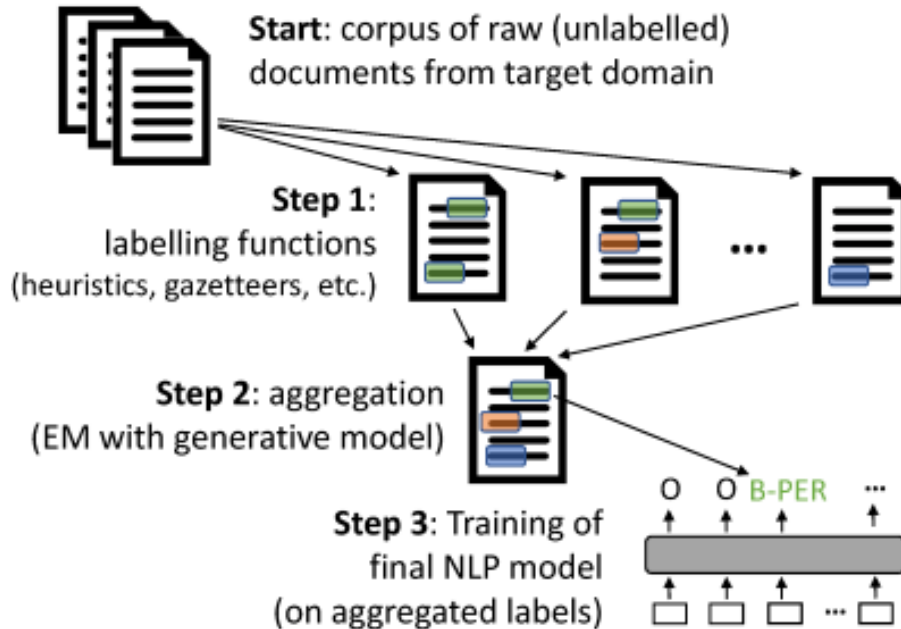 Start: corpus of raw (unlabelled)
documents from target domain
Step 1:
labelling functions
(heuristics, gazetteers, etc.)
...
Step 2: aggregation
(EM with generative model)
O O B-PER ...
Step 3: Training of
final NLP model
(on aggregated labels)
...